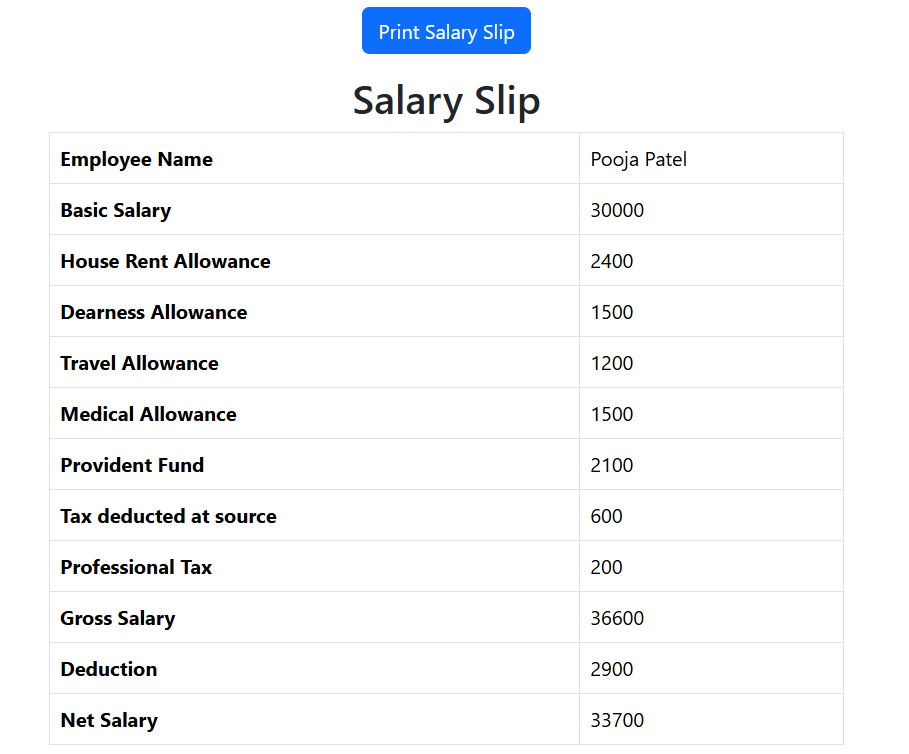 Print Salary Slip
Salary Slip
Employee Name Pooja Patel
Basic Salary 30000
House Rent Allowance 2400
Dearness Allowance 1500
Travel Allowance 1200
Medical Allowance 1500
Provident Fund 2100
Tax deducted at source 600
Professional Tax 200
Gross Salary 36600
Deduction 2900
Net Salary 33700